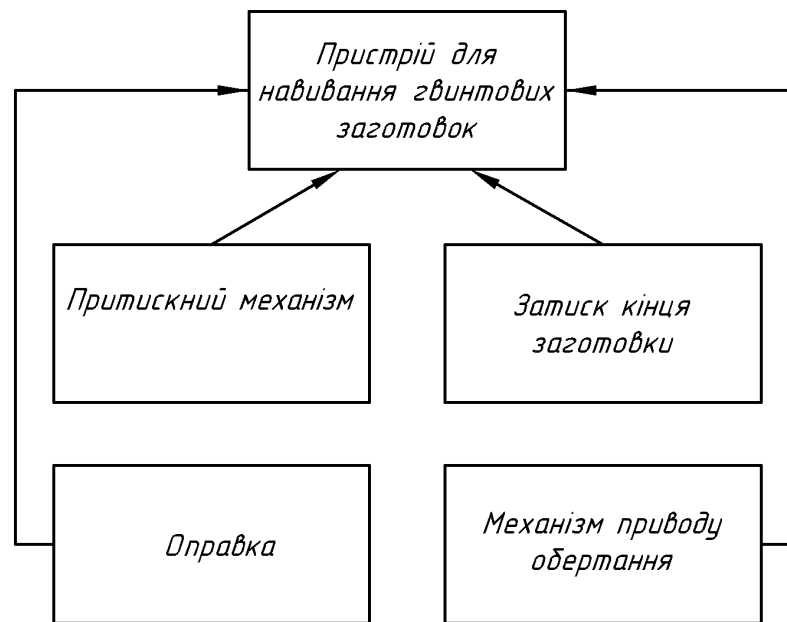 Пристрій для
навивання гвинтових
заготовок
Притискний механізм
Затиск кінця
заготовки
Оправка
Механізм приводу
обертання